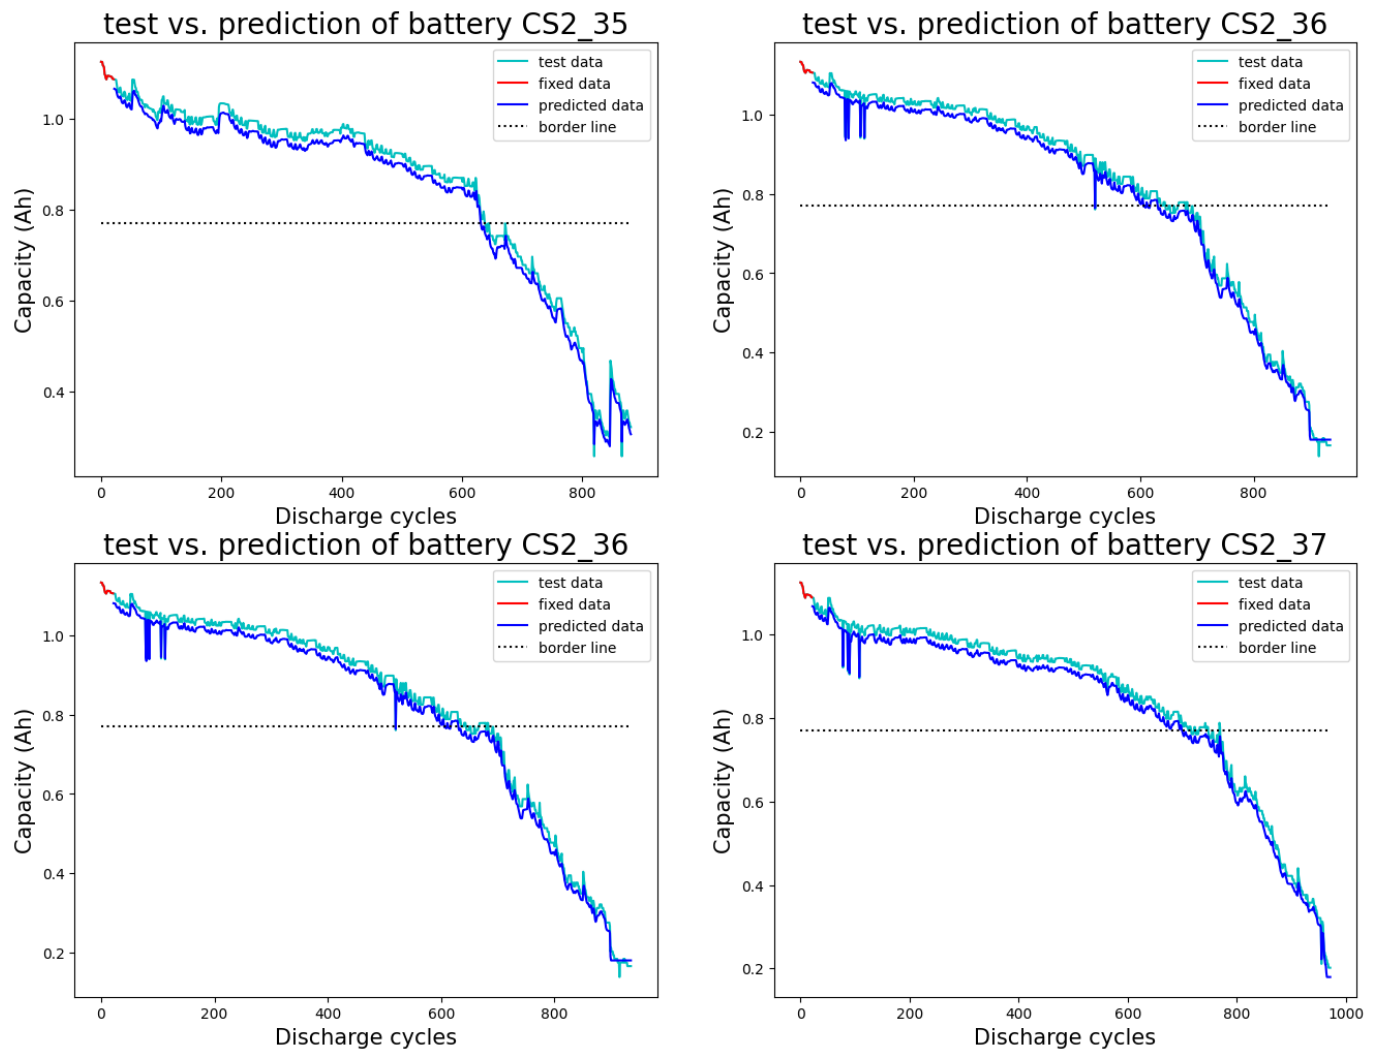 test vs. prediction of battery CS2_35
test data
fixed data
predicted data
border line
Capacity (Ah)
1.0
0.8
0.6
0.4
0
200
400
600
800
Discharge cycles
test vs. prediction of battery CS2_36
test data
fixed data
predicted data
border line
Capacity (Ah)
1.0
0.8
0.6
0.4
0.2
0
200
400
600
800
Discharge cycles
test vs. prediction of battery CS2_36
test data
fixed data
predicted data
border line
Capacity (Ah)
1.0
0.8
0.6
0.4
0.2
0
200
400
600
800
Discharge cycles
test vs. prediction of battery CS2_37
test data
fixed data
predicted data
border line
Capacity (Ah)
1.0
0.8
0.6
0.4
0.2
0
200
400
600
800
1000
Discharge cycles